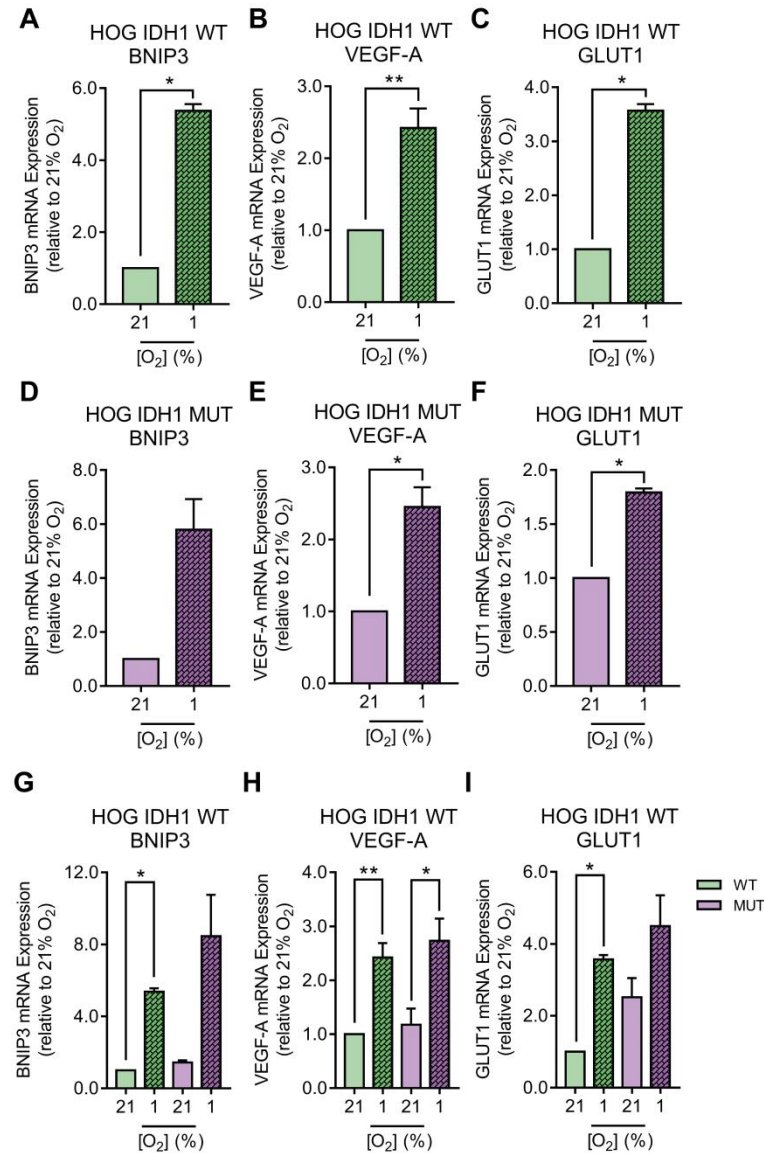 A
HOG IDH1 WT
BNIP3
BNIP3 mRNA Expression
(relative to 21% O₂)
6.0
4.0
2.0
0.0
*
21 1
[O₂] (%)
B
HOG IDH1 WT
VEGF-A
VEGF-A mRNA Expression
(relative to 21% O₂)
3.0
2.0
1.0
0.0
**
21 1
[O₂] (%)
C
HOG IDH1 WT
GLUT1
GLUT1 mRNA Expression
(relative to 21% O₂)
4.0
3.0
2.0
1.0
0.0
*
21 1
[O₂] (%)
D
HOG IDH1 MUT
BNIP3
BNIP3 mRNA Expression
(relative to 21% O₂)
8.0
6.0
4.0
2.0
0.0
21 1
[O₂] (%)
E
HOG IDH1 MUT
VEGF-A
VEGF-A mRNA Expression
(relative to 21% O₂)
3.0
2.0
1.0
0.0
*
21 1
[O₂] (%)
F
HOG IDH1 MUT
GLUT1
GLUT1 mRNA Expression
(relative to 21% O₂)
2.0
1.5
1.0
0.5
0.0
*
21 1
[O₂] (%)
G
HOG IDH1 WT
BNIP3
BNIP3 mRNA Expression
(relative to 21% O₂)
12.0
8.0
4.0
0.0
*
21 1 21 1
[O₂] (%)
H
HOG IDH1 WT
VEGF-A
VEGF-A mRNA Expression
(relative to 21% O₂)
4.0
3.0
2.0
1.0
0.0
** *
21 1 21 1
[O₂] (%)
I
HOG IDH1 WT
GLUT1
GLUT1 mRNA Expression
(relative to 21% O₂)
6.0
4.0
2.0
0.0
*
21 1 21 1
[O₂] (%)
WT
MUT